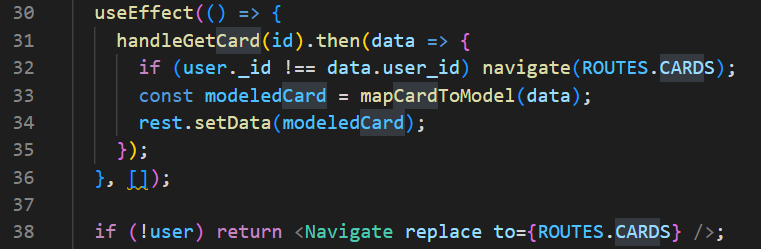 30 useEffect(() => {
31 handleGetCard(id).then(data => {
32 if (user._id !== data.user_id) navigate(ROUTES.CARDS);
33 const modeledCard = mapCardToModel(data);
34 rest.setData(modeledCard);
35 });
36 }, []);
37
38 if (!user) return <Navigate replace to={ROUTES.CARDS} />;